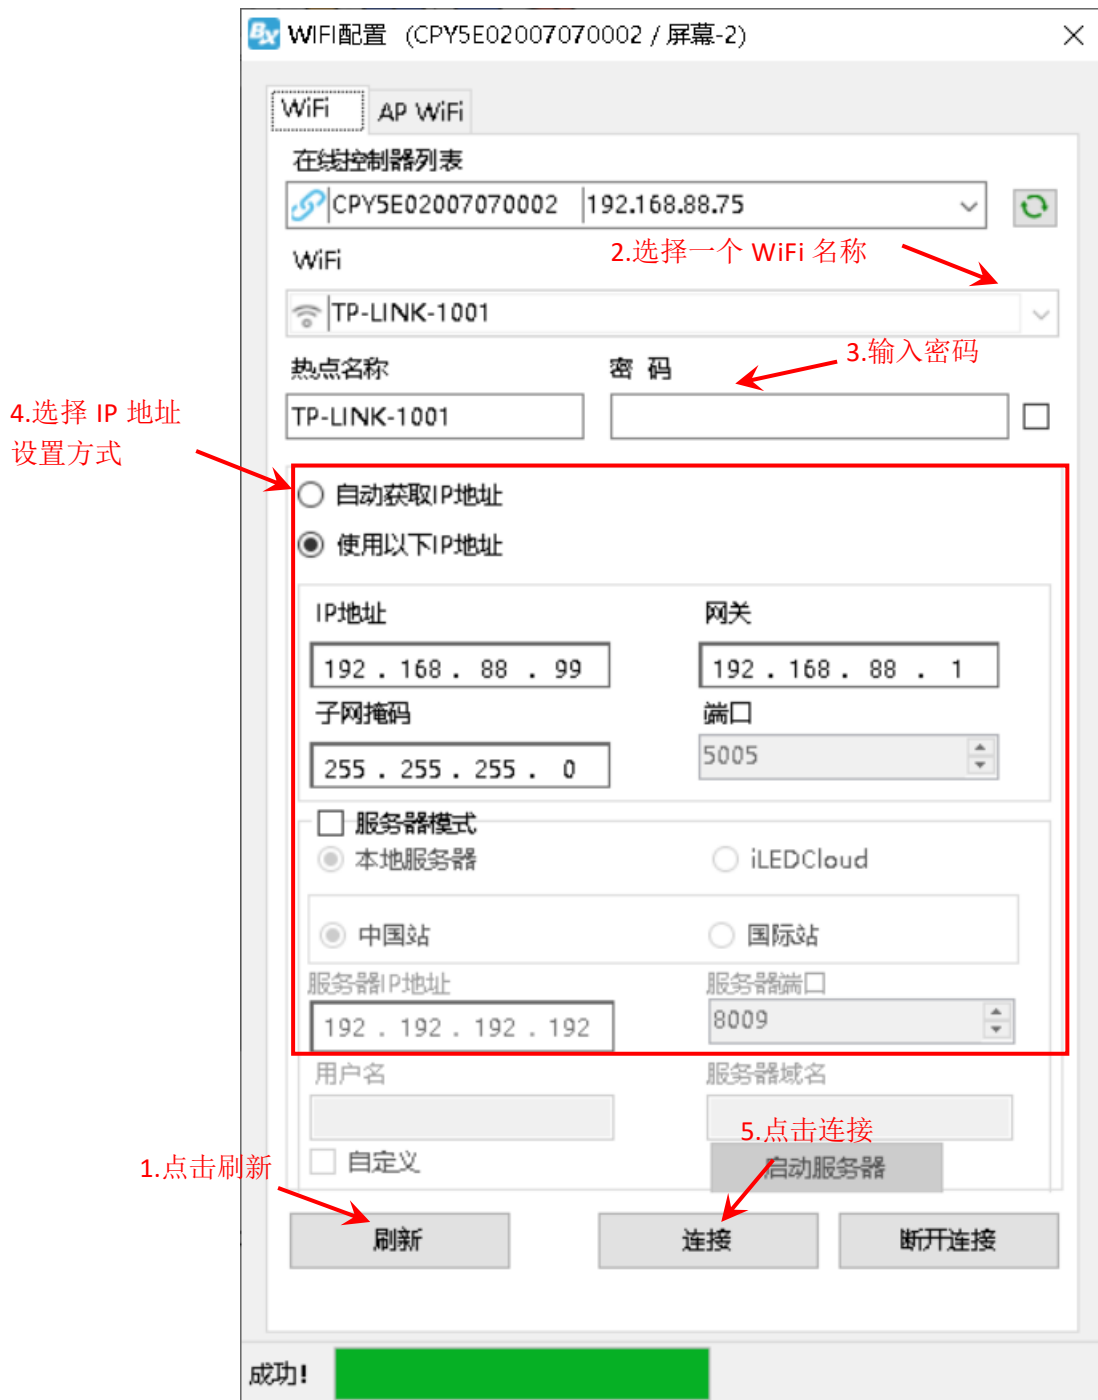 BX WIFI配置 (CPY5E02007070002 / 屏幕-2)
WiFi AP WiFi
在线控制器列表
CPY5E02007070002 192.168.88.75
WiFi
2.选择一个 WiFi 名称
TP-LINK-1001
热点名称 密 码
3.输入密码
TP-LINK-1001
4.选择 IP 地址
设置方式
自动获取IP地址
使用以下IP地址
IP地址 网关
192 . 168 . 88 . 99 192 . 168 . 88 . 1
子网掩码 端口
255 . 255 . 255 . 0 5005
服务器模式
本地服务器 iLEDCloud
中国站 国际站
服务器IP地址 服务器端口
192 . 192 . 192 . 192 8009
用户名 服务器域名
5.点击连接
自定义 启动服务器
1.点击刷新
刷新 连接 断开连接
成功!